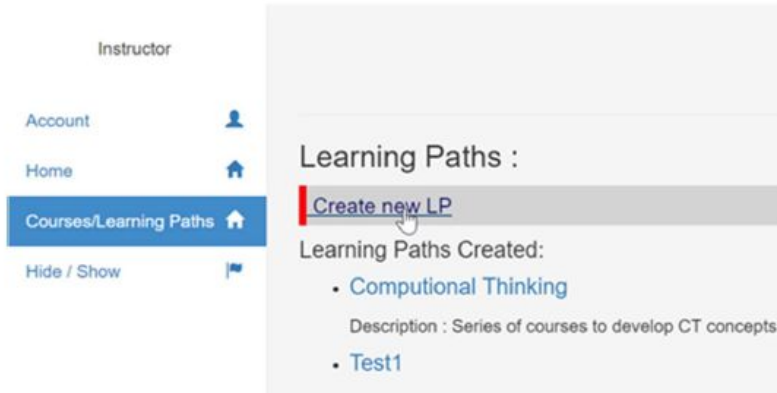 Instructor
Account
Home
Courses/Learning Paths
Hide / Show
Learning Paths :
Create new LP
Learning Paths Created:
• Computional Thinking
Description : Series of courses to develop CT concepts
• Test1